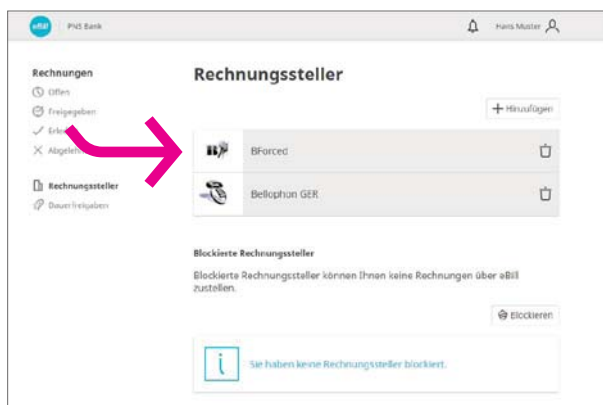 eBill PNS Bank Hans Muster
Rechnungen
Offen
Freigegeben
Abgeleh
Rechnungssteller
Dauerfreigaben
Rechnungssteller
Hinzufügen
BForced
Bellophon GER
Blockierte Rechnungssteller
Blockierte Rechnungssteller können Ihnen keine Rechnungen über eBill
zustellen.
Blockieren
Sie haben keine Rechnungssteller blockiert.